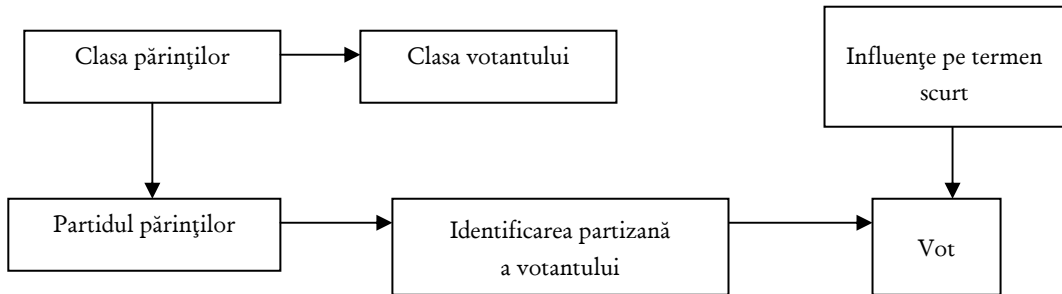 Clasa părinţilor
Clasa votantului
Influenţe pe termen
scurt
Partidul părinţilor
Identificarea partizană
a votantului
Vot